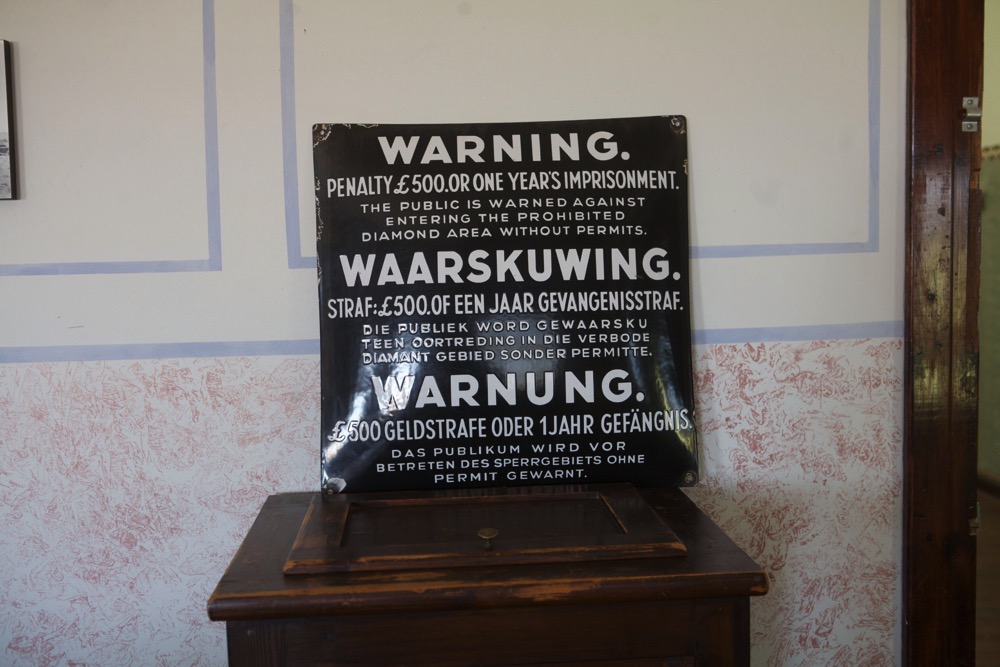 WARNING.
PENALTY £500. OR ONE YEAR'S IMPRISONMENT.
THE PUBLIC IS WARNED AGAINST
ENTERING THE PROHIBITED
DIAMOND AREA WITHOUT PERMITS.
WAARSKUWING.
STRAF: £500. OF EEN JAAR GEVANGENISSTRAF.
DIE PUBLIEK WORD GEWAARSKU
TEEN OORTREDING IN DIE VERBODE
DIAMANT GEBIED SONDER PERMITTE.
WARNUNG.
£500 GELDSTRAFE ODER 1 JAHR GEFÄNGNIS.
DAS PUBLIKUM WIRD VOR
BETRETEN DES SPERRGEBIETS OHNE
PERMIT GEWARNT.